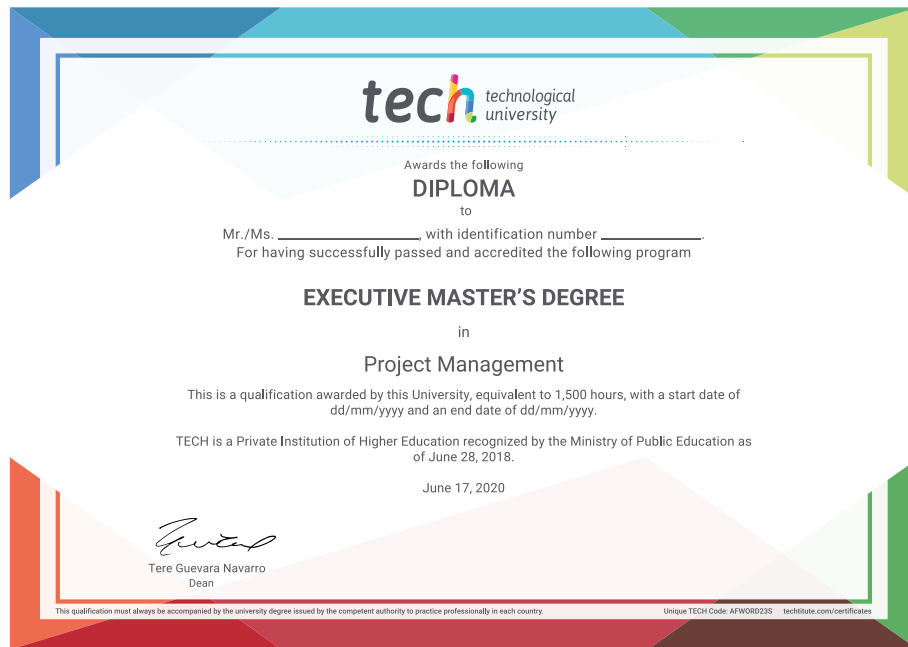 tech technological
university
Awards the following
DIPLOMA
to
Mr./Ms. ____________________, with identification number ______________.
For having successfully passed and accredited the following program
EXECUTIVE MASTER'S DEGREE
in
Project Management
This is a qualification awarded by this University, equivalent to 1,500 hours, with a start date of
dd/mm/yyyy and an end date of dd/mm/yyyy.
TECH is a Private Institution of Higher Education recognized by the Ministry of Public Education as
of June 28, 2018.
June 17, 2020
Tere Guevara Navarro
Dean
This qualification must always be accompanied by the university degree issued by the competent authority to practice professionally in each country. Unique TECH Code: AFWORD23S techtitute.com/certificates